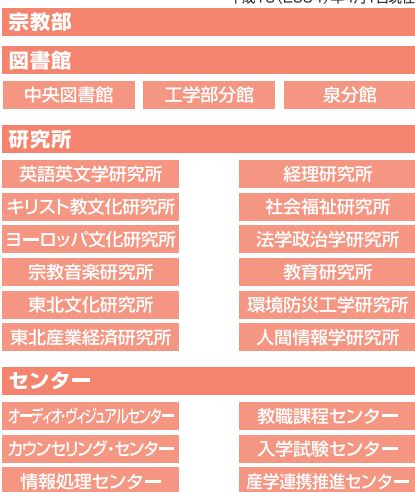 宗教部
図書館
中央図書館 工学部分館 泉分館
研究所
英語英文学研究所 経理研究所
キリスト教文化研究所 社会福祉研究所
ヨーロッパ文化研究所 法学政治学研究所
宗教音楽研究所 教育研究所
東北文化研究所 環境防災工学研究所
東北産業経済研究所 人間情報学研究所
センター
オーディオ・ヴィジュアルセンター 教職課程センター
カウンセリング・センター 入学試験センター
情報処理センター 産学連携推進センター